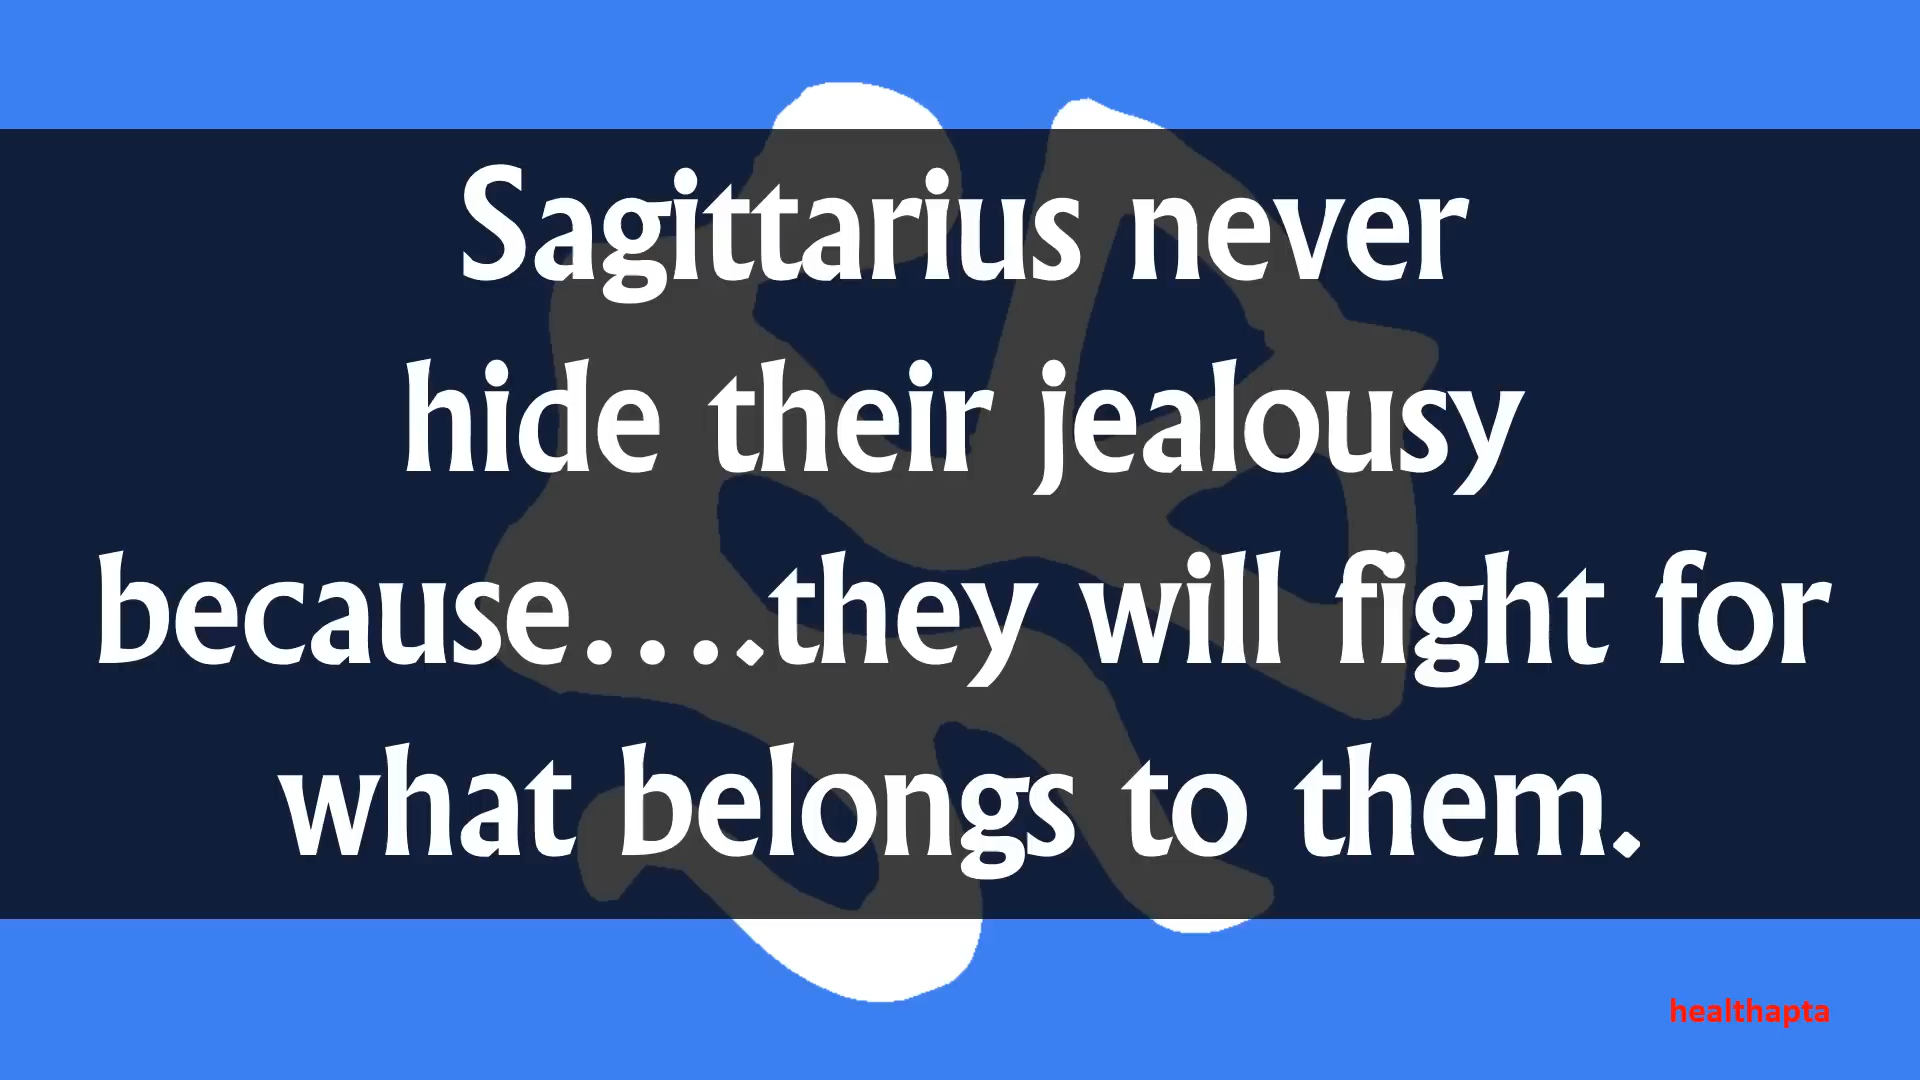 Sagittarius never
hide their jealousy
because….they will fight for
what belongs to them.
healthapta